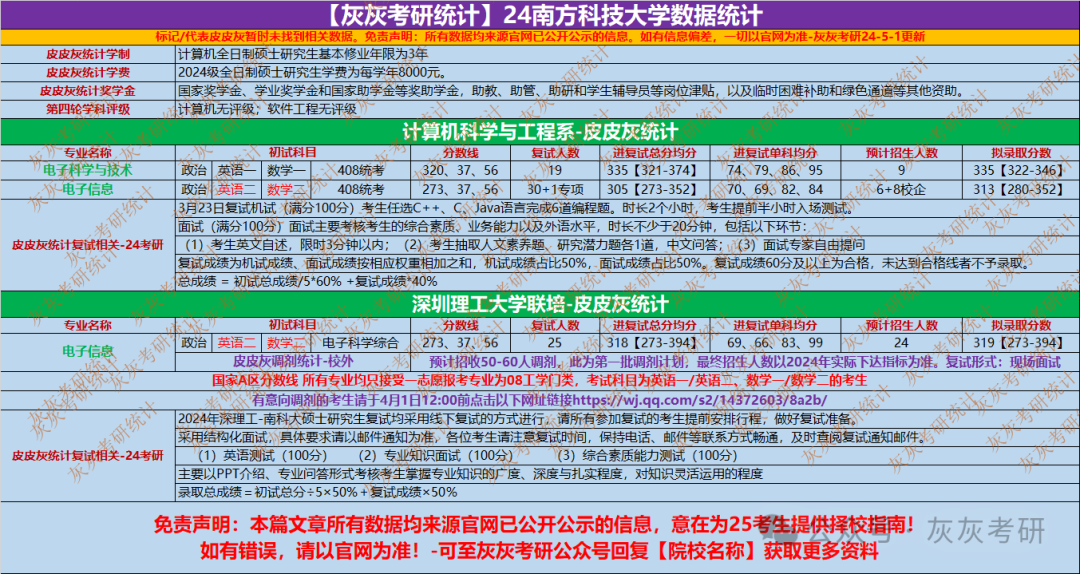 【灰灰考研统计】24南方科技大学数据统计
标记/代表皮皮灰暂时未找到相关数据。免责声明：所有数据均来源官网已公开公示的信息。如有信息偏差，一切以官网为准-灰灰考研24-5-1更新
皮皮灰统计学制 计算机全日制硕士研究生基本修业年限为3年
皮皮灰统计学费 2024级全日制硕士研究生学费为每学年8000元。
皮皮灰统计奖学金 国家奖学金、学业奖学金和国家助学金等奖助学金，助教、助管、助研和学生辅导员等岗位津贴，以及临时困难补助和绿色通道等其他资助。
第四轮学科评级 计算机无评级；软件工程无评级
计算机科学与工程系-皮皮灰统计
专业名称 初试科目 分数线 复试人数 进复试总分均分 进复试单科均分 预计招生人数 拟录取分数
电子科学与技术 政治 英语一 数学一 408统考 320、37、56 19 335【321-374】 74、79、86、95 9 335【322-346】
电子信息 政治 英语二 数学二 408统考 273、37、56 30+1专项 305【273-352】 70、69、82、84 6+8校企 313【280-352】
皮皮灰统计复试相关-24考研
3月23日复试机试（满分100分）考生任选C++、C、Java语言完成6道编程题。时长2个小时，考生提前半小时入场测试。
面试（满分100分）面试主要考核考生的综合素质、业务能力以及外语水平，时长不少于20分钟，包括以下环节：
（1）考生英文自述，限时3分钟以内；（2）考生抽取人文素养题、研究潜力题各1道，中文问答；（3）面试专家自由提问
复试成绩为机试成绩、面试成绩按相应权重相加之和，机试成绩占比50%，面试成绩占比50%。复试成绩60分及以上为合格，未达到合格线者不予录取。
总成绩 = 初试总成绩/5*60% +复试成绩*40%
深圳理工大学联培-皮皮灰统计
专业名称 初试科目 分数线 复试人数 进复试总分均分 进复试单科均分 预计招生人数 拟录取分数
电子信息 政治 英语二 数学二 电子科学综合 273、37、56 25 318【273-394】 69、66、83、99 24 319【273-394】
皮皮灰调剂统计-校外 预计招收50-60人调剂，此为第一批调剂计划；最终招生人数以2024年实际下达指标为准。复试形式：现场面试
国家A区分数线 所有专业均只接受一志愿报考专业为08工学门类，考试科目为英语一/英语二、数学一/数学二的考生
有意向调剂的考生请于4月1日12:00前点击以下网址链接https://wj.qq.com/s2/14372603/8a2b/
皮皮灰统计复试相关-24考研
2024年深理工-南科大硕士研究生复试均采用线下复试的方式进行，请所有参加复试的考生提前安排行程，做好复试准备。
采用结构化面试，具体要求请以邮件通知为准，各位考生请注意复试时间，保持电话、邮件等联系方式畅通，及时查阅复试通知邮件。
（1）英语测试（100分） （2）专业知识面试（100分） （3）综合素质能力测试（100分）
主要以PPT介绍、专业问答形式考核考生掌握专业知识的广度、深度与扎实程度，对知识灵活运用的程度
录取总成绩＝初试总分÷5×50%＋复试成绩×50%
免责声明：本篇文章所有数据均来源官网已公开公示的信息，意在为25考生提供择校指南！
如有错误，请以官网为准！-可至灰灰考研公众号回复【院校名称】获取更多资料
公众号 · 灰灰考研